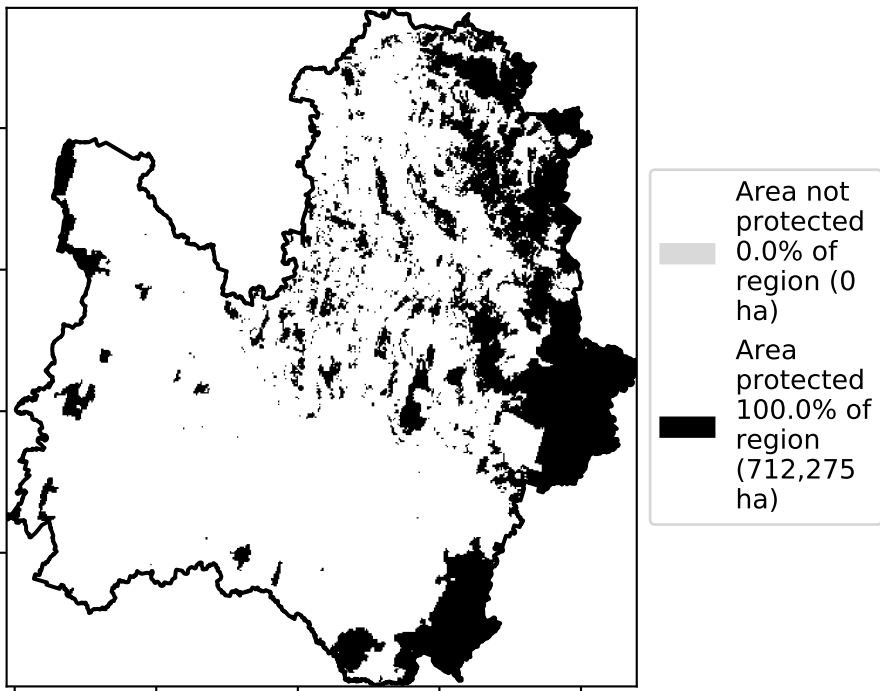 Area not
protected
0.0% of
region (0
ha)
Area
protected
100.0% of
region
(712,275
ha)